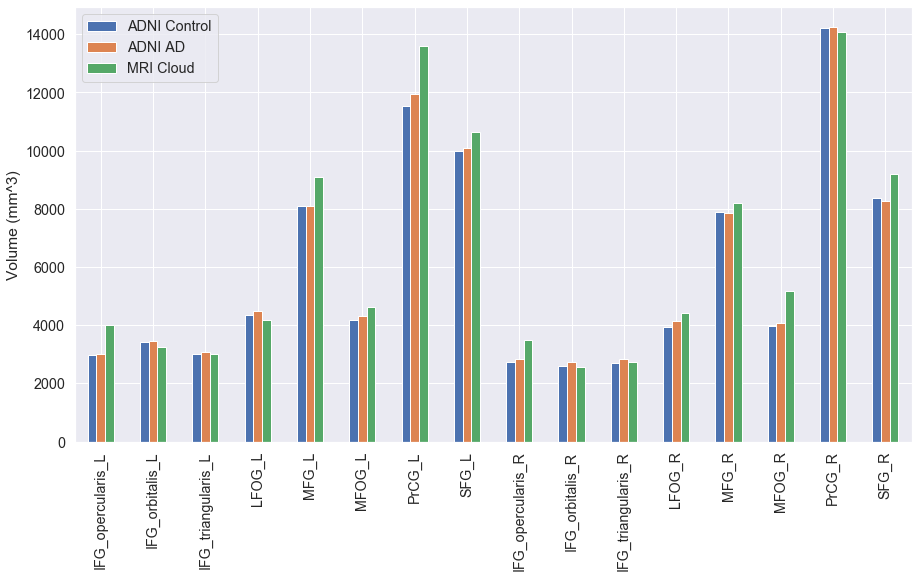 ADNI Control
ADNI AD
MRI Cloud
Volume (mm^3)
14000
12000
10000
8000
6000
4000
2000
0
IFG_opercularis_L
IFG_orbitalis_L
IFG_triangularis_L
LFOG_L
MFG_L
MFOG_L
PrCG_L
SFG_L
IFG_opercularis_R
IFG_orbitalis_R
IFG_triangularis_R
LFOG_R
MFG_R
MFOG_R
PrCG_R
SFG_R